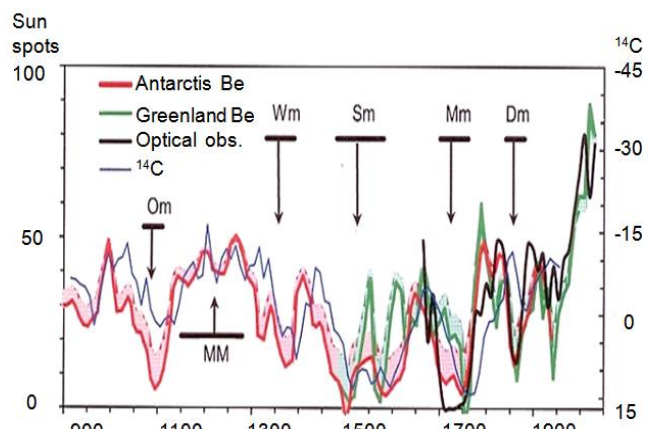 Sun
spots
¹⁴C
100
-45
Antarctis Be
Greenland Be
Optical obs.
¹⁴C
Wm
Sm
Mm
Dm
-30
Om
50
-15
0
MM
0
15
900 1100 1300 1500 1700 1900